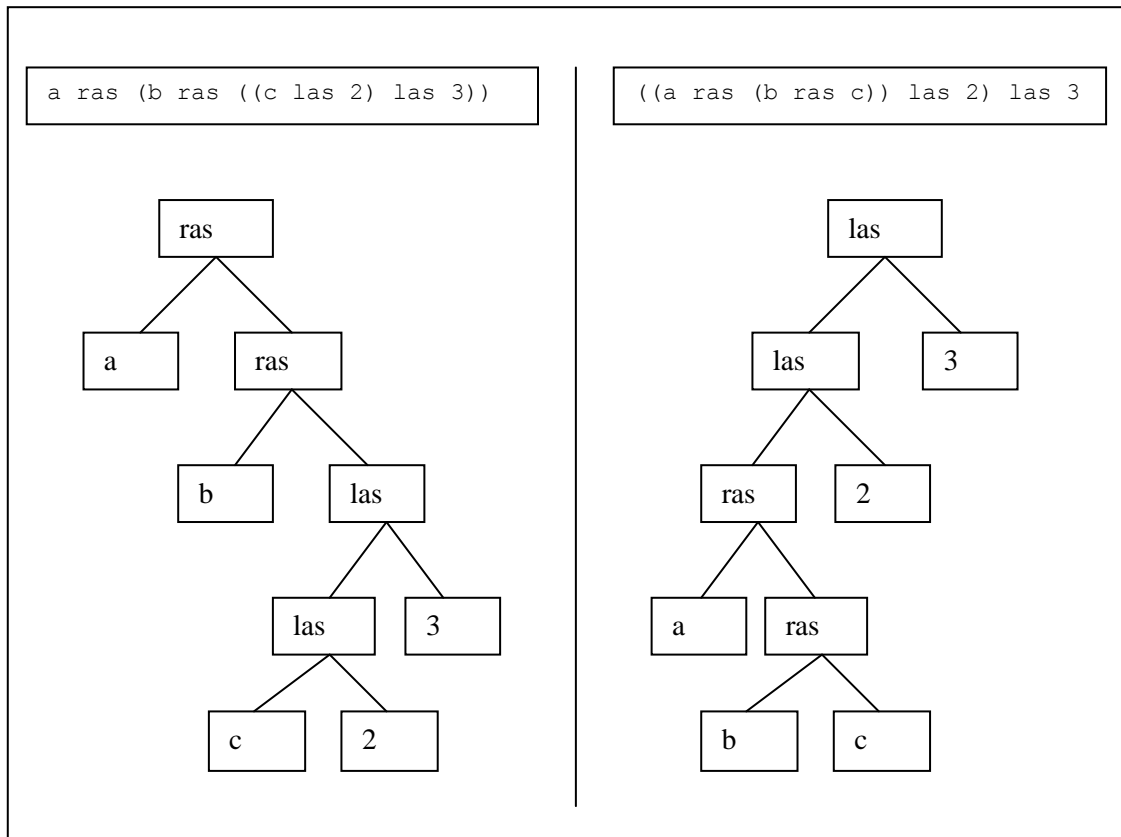 a ras (b ras ((c las 2) las 3))
ras
a
ras
b
las
las
3
c
2
((a ras (b ras c)) las 2) las 3
las
las
3
ras
2
a
ras
b
c